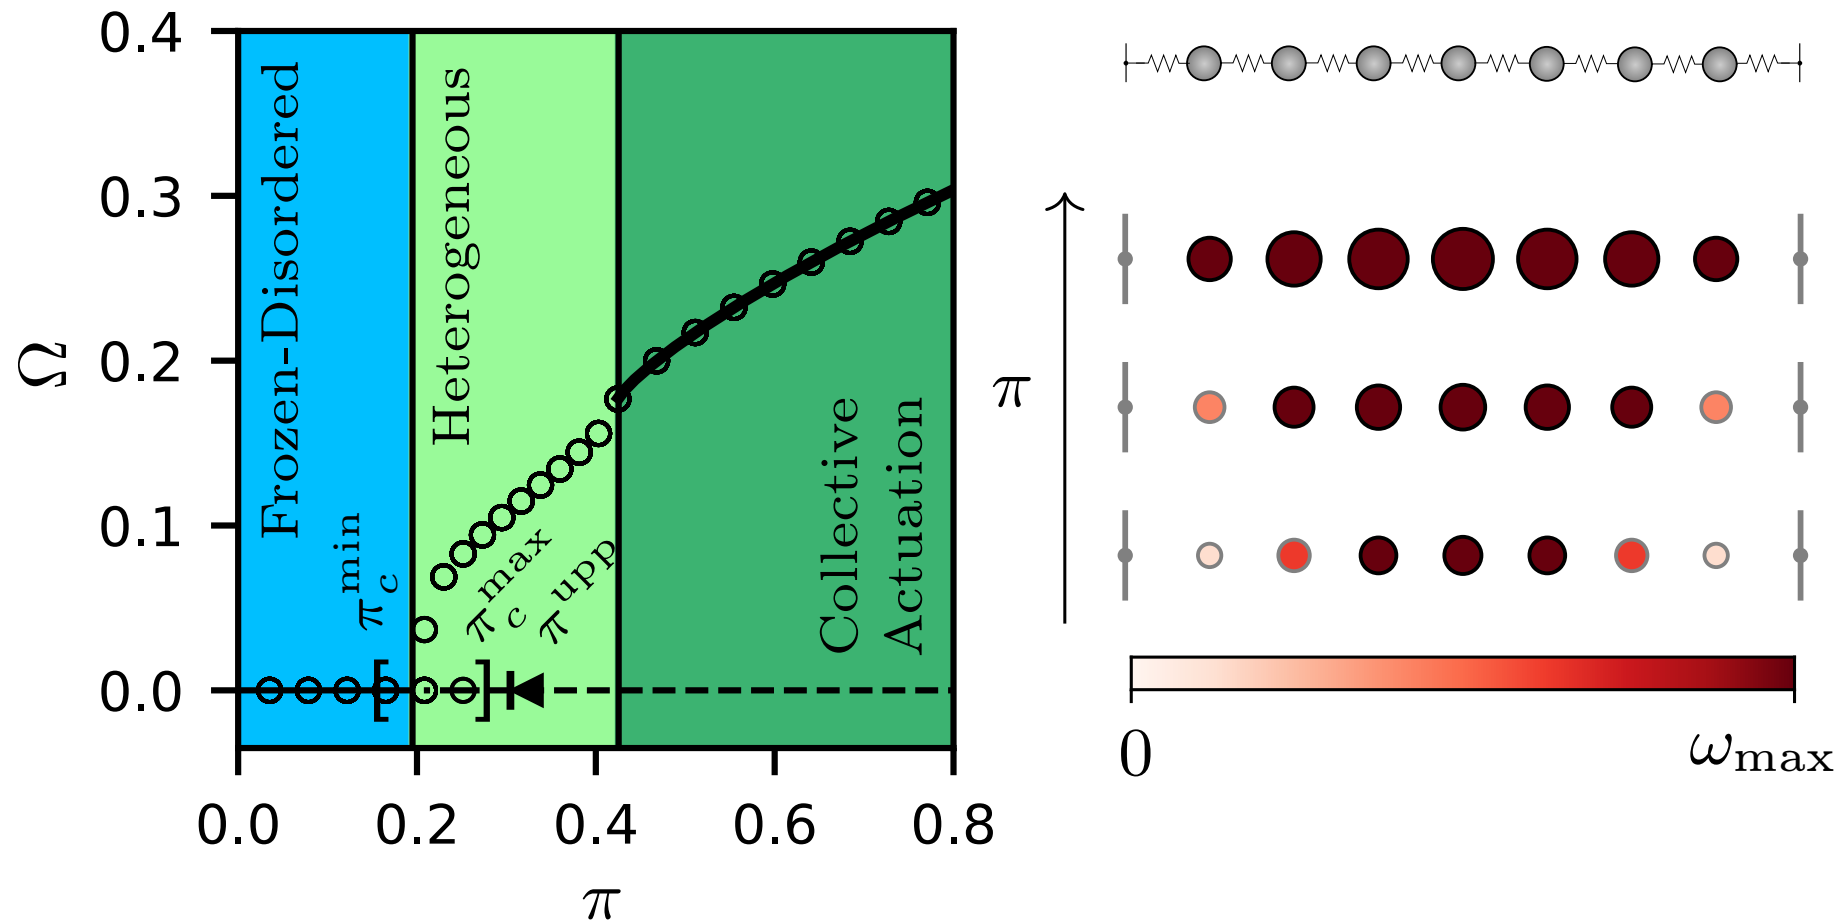 0.4
0.3
0.2
0.1
0.0
Ω
Frozen-Disordered
Heterogeneous
Collective
Actuation
π_c^min
π_c^max
π^upp
0.0 0.2 0.4 0.6 0.8
π
π
0 ω_max